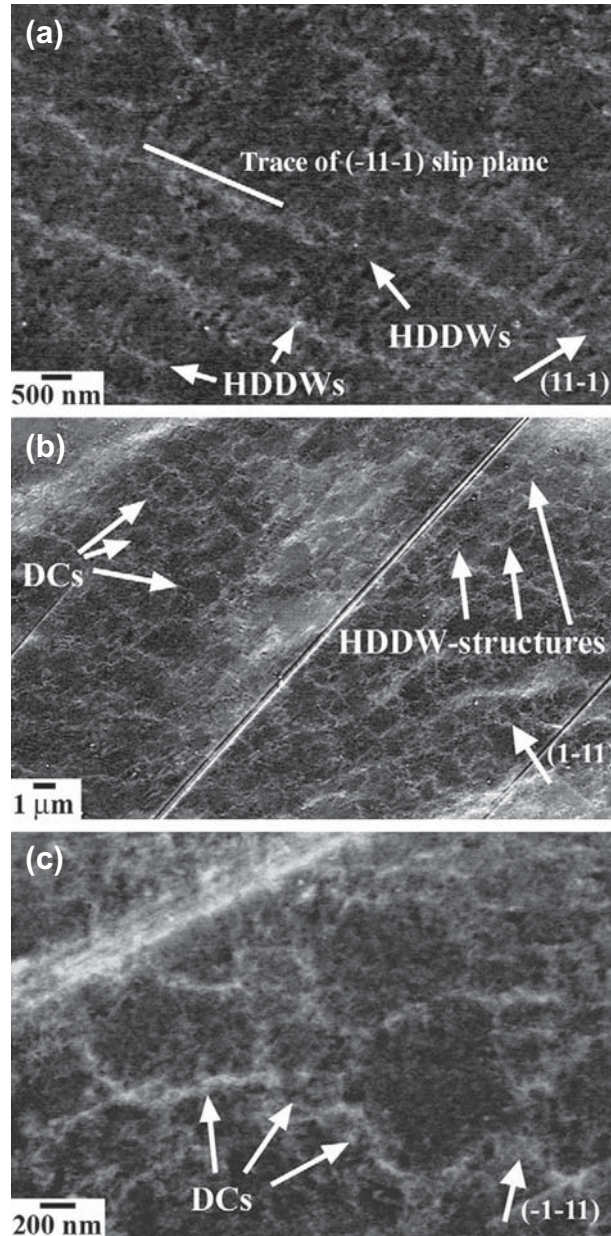 (a)
Trace of (-11-1) slip plane
HDDWs
HDDWs
(11-1)
500 nm
(b)
DCs
HDDW-structures
(1-11)
1 μm
(c)
DCs
(-1-11)
200 nm